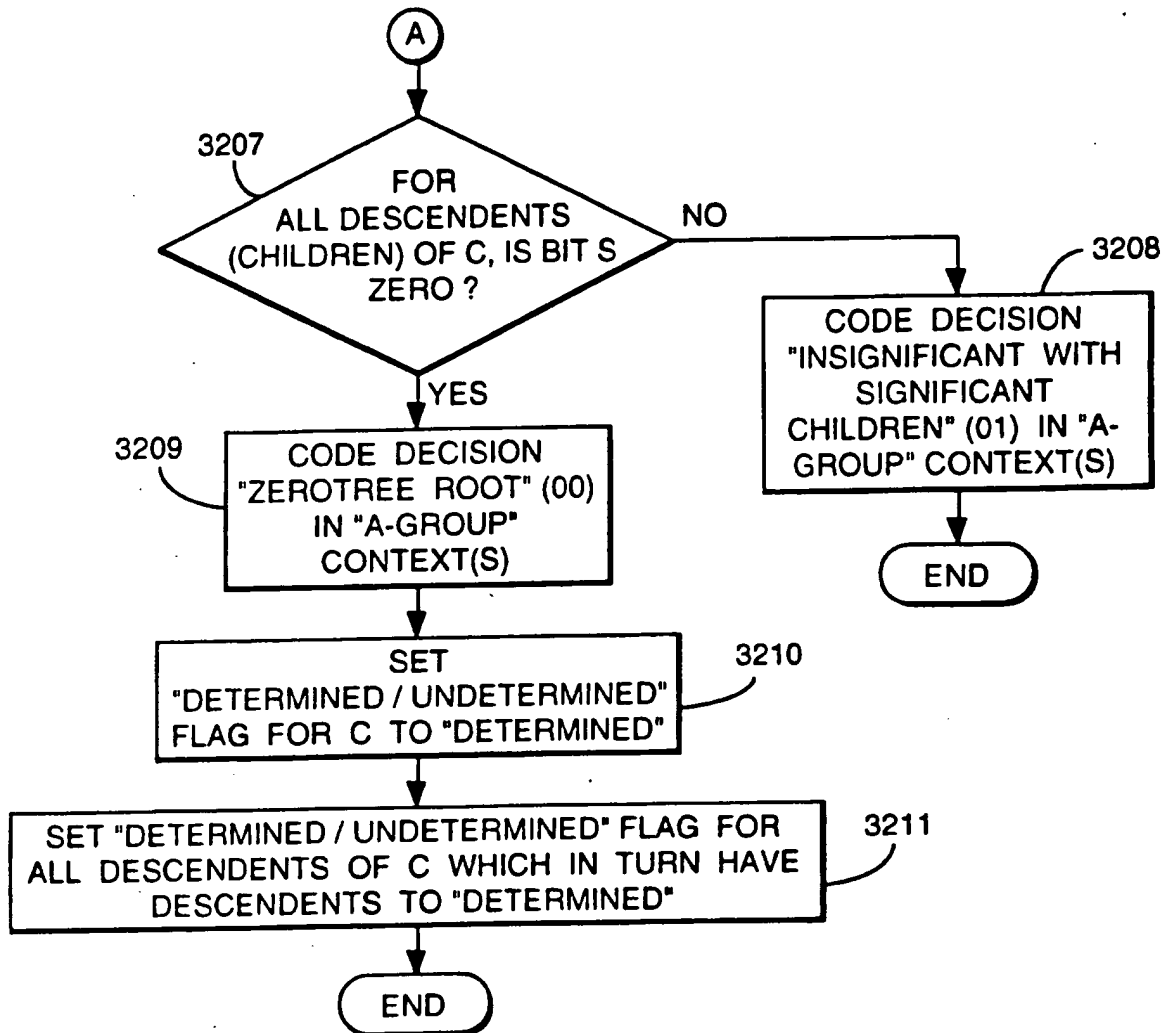 A
3207
FOR
ALL DESCENDENTS
(CHILDREN) OF C, IS BIT S
ZERO ?
NO
3208
CODE DECISION
"INSIGNIFICANT WITH
SIGNIFICANT
CHILDREN" (01) IN "A-
GROUP" CONTEXT(S)
END
YES
3209
CODE DECISION
"ZEROTREE ROOT" (00)
IN "A-GROUP"
CONTEXT(S)
SET
"DETERMINED / UNDETERMINED"
FLAG FOR C TO "DETERMINED"
3210
SET "DETERMINED / UNDETERMINED" FLAG FOR
ALL DESCENDENTS OF C WHICH IN TURN HAVE
DESCENDENTS TO "DETERMINED"
3211
END